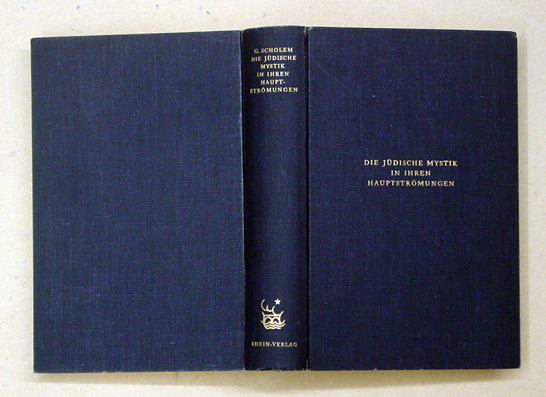 G. SCHOLEM
DIE JÜDISCHE
MYSTIK
IN IHREN
HAUPT-
STRÖMUNGEN
RHEIN-VERLAG
DIE JÜDISCHE MYSTIK
IN IHREN
HAUPTSTRÖMUNGEN